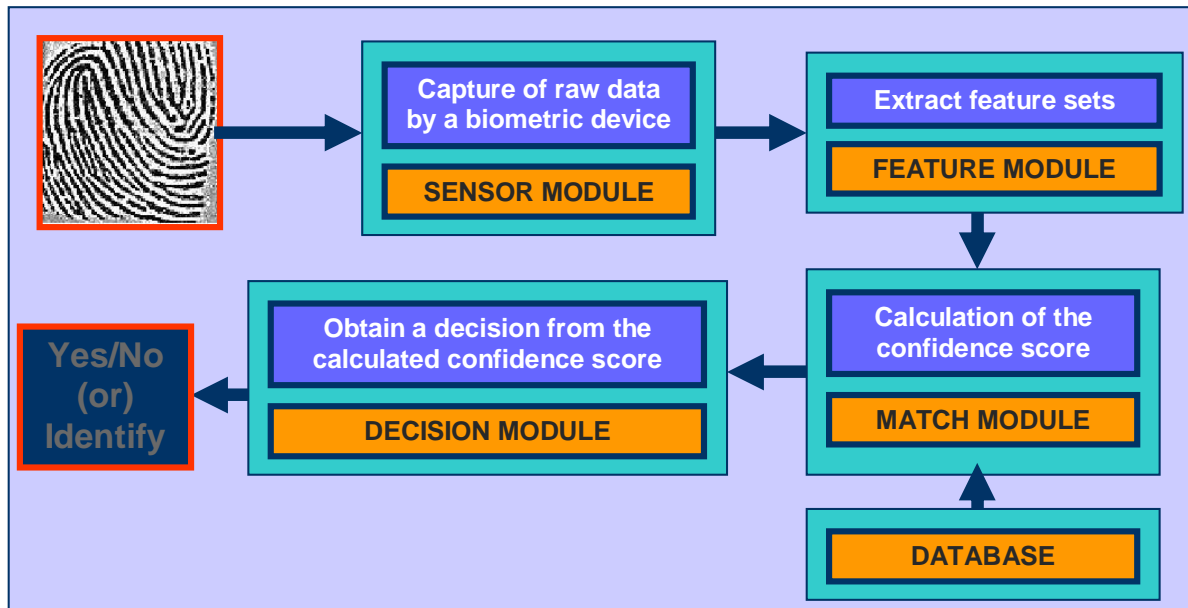 Capture of raw data
by a biometric device
SENSOR MODULE
Extract feature sets
FEATURE MODULE
Calculation of the
confidence score
MATCH MODULE
DATABASE
Obtain a decision from the
calculated confidence score
DECISION MODULE
Yes/No
(or)
Identify